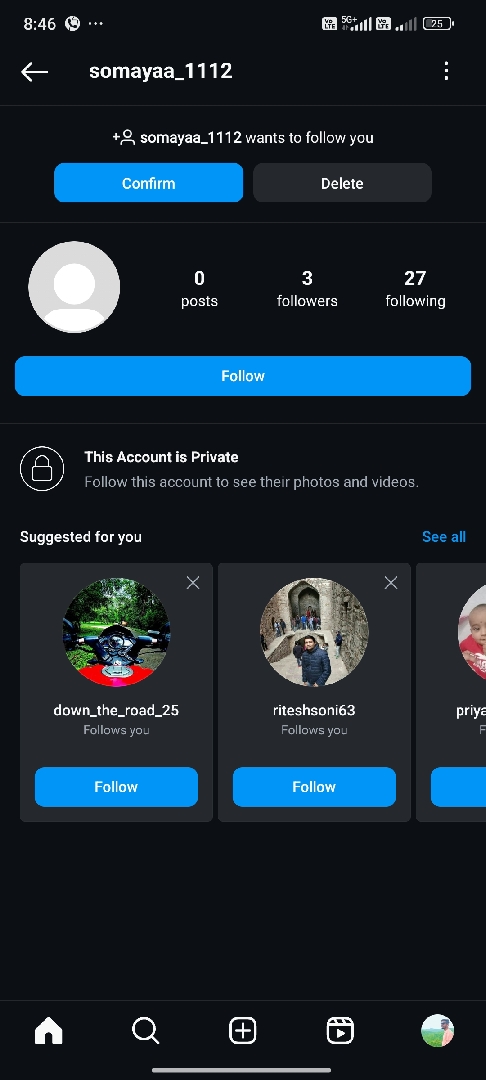 8:46 ... Vo LTE 5G+ Vo LTE 25
somayaa_1112
somayaa_1112 wants to follow you
Confirm Delete
0 3 27
posts followers following
Follow
This Account is Private
Follow this account to see their photos and videos.
Suggested for you See all
down_the_road_25 riteshsoni63 priya
Follows you Follows you F
Follow Follow